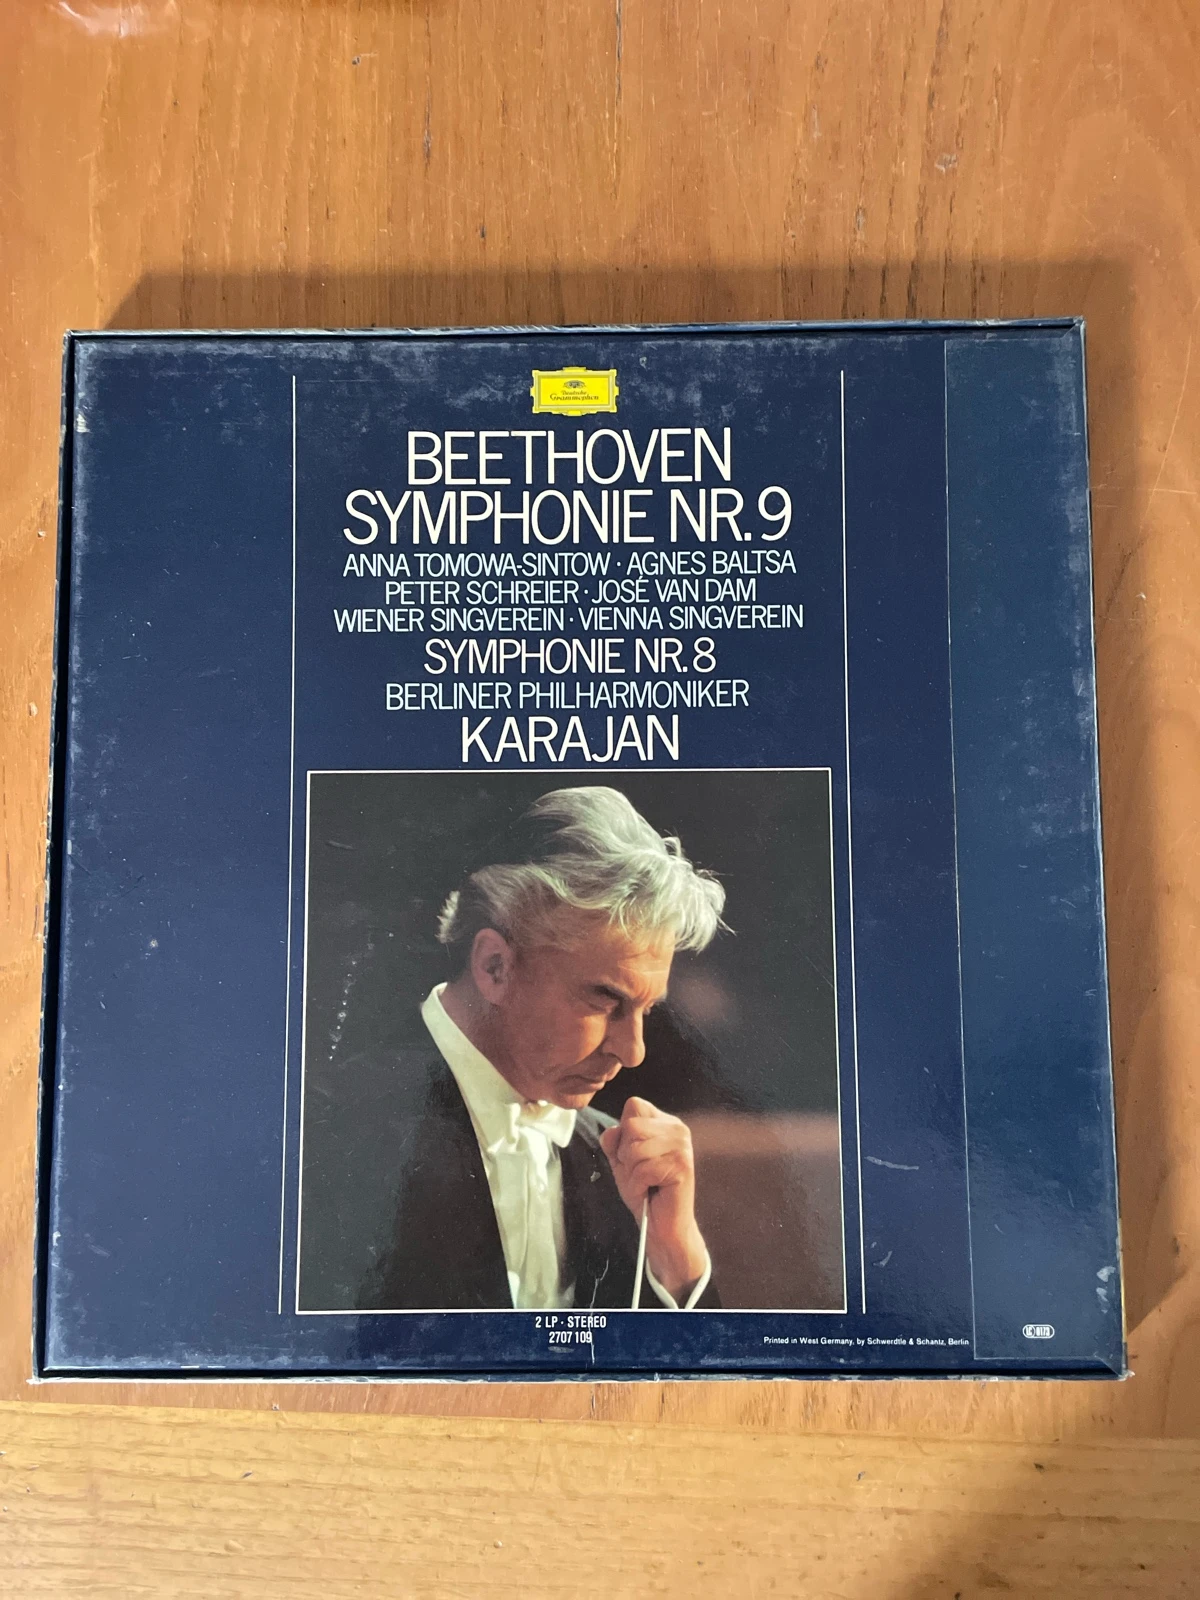 Deutsche
Grammophon
BEETHOVEN
SYMPHONIE NR. 9
ANNA TOMOWA-SINTOW · AGNES BALTSA
PETER SCHREIER · JOSÉ VAN DAM
WIENER SINGVEREIN · VIENNA SINGVEREIN
SYMPHONIE NR. 8
BERLINER PHILHARMONIKER
KARAJAN
2 LP · STEREO
2707 109
Printed in West Germany, by Schwerdtle & Schantz, Berlin